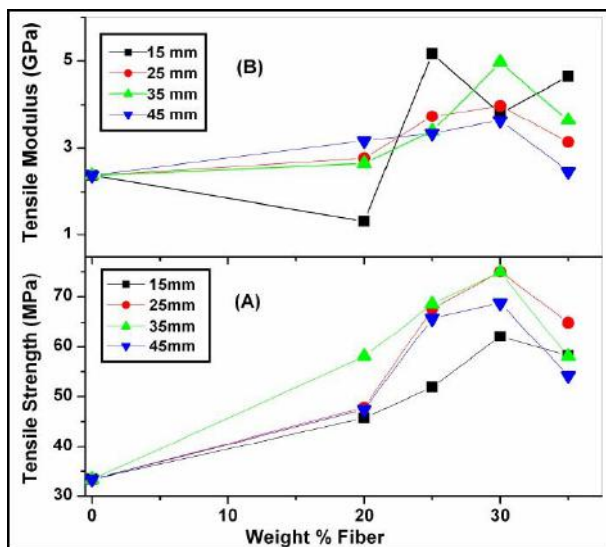 Tensile Modulus (GPa)
5
3
1
15 mm
25 mm
35 mm
45 mm
(B)
Tensile Strength (MPa)
70
60
50
40
30
15mm
25mm
35mm
45mm
(A)
0 10 20 30
Weight % Fiber